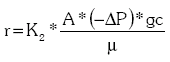 r = K₂ * A * (−ΔP) * gc / μ